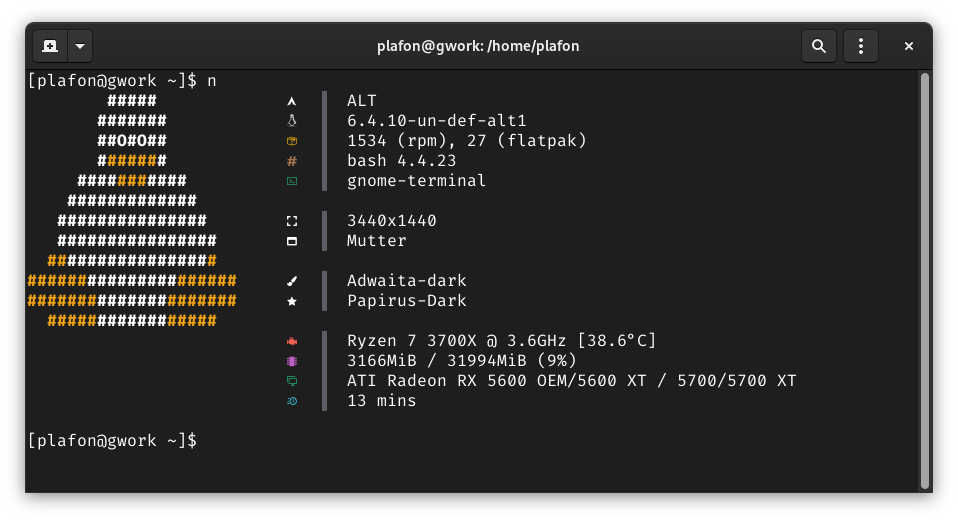 plafon@gwork: /home/plafon
[plafon@gwork ~]$ n
##### ALT
####### 6.4.10-un-def-alt1
##O#O## 1534 (rpm), 27 (flatpak)
####### # bash 4.4.23
########### gnome-terminal
#############
############### 3440x1440
################ Mutter
#################
##################### Adwaita-dark
##################### Papirus-Dark
#################
Ryzen 7 3700X @ 3.6GHz [38.6°C]
3166MiB / 31994MiB (9%)
ATI Radeon RX 5600 OEM/5600 XT / 5700/5700 XT
13 mins
[plafon@gwork ~]$